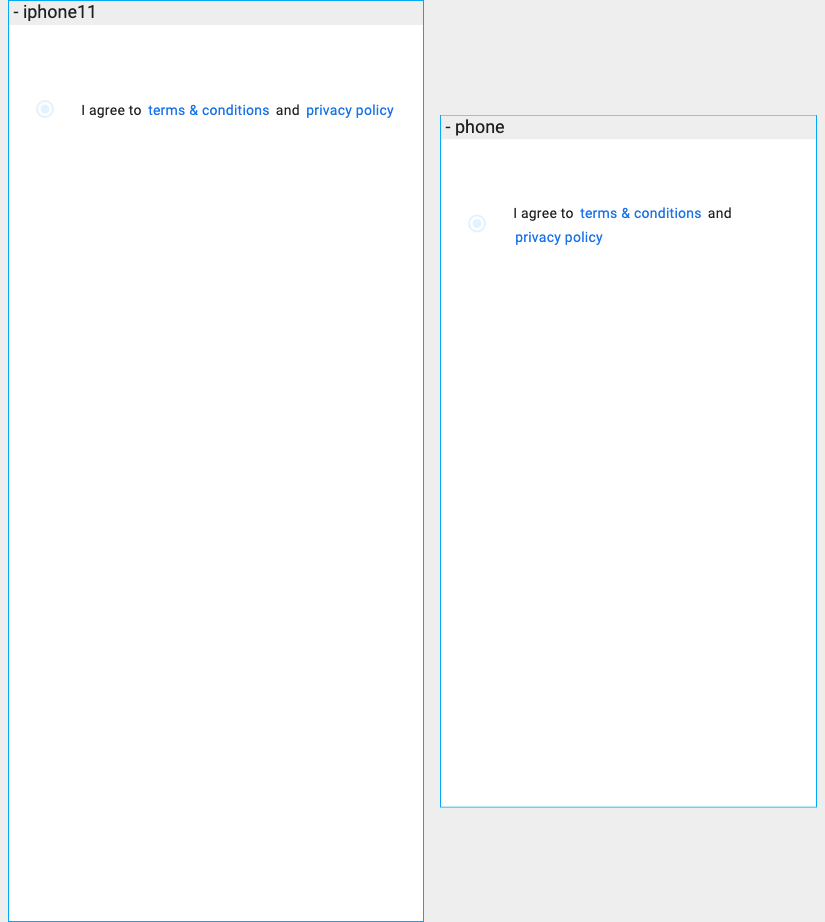 - iphone11
I agree to terms & conditions and privacy policy
- phone
I agree to terms & conditions and
privacy policy